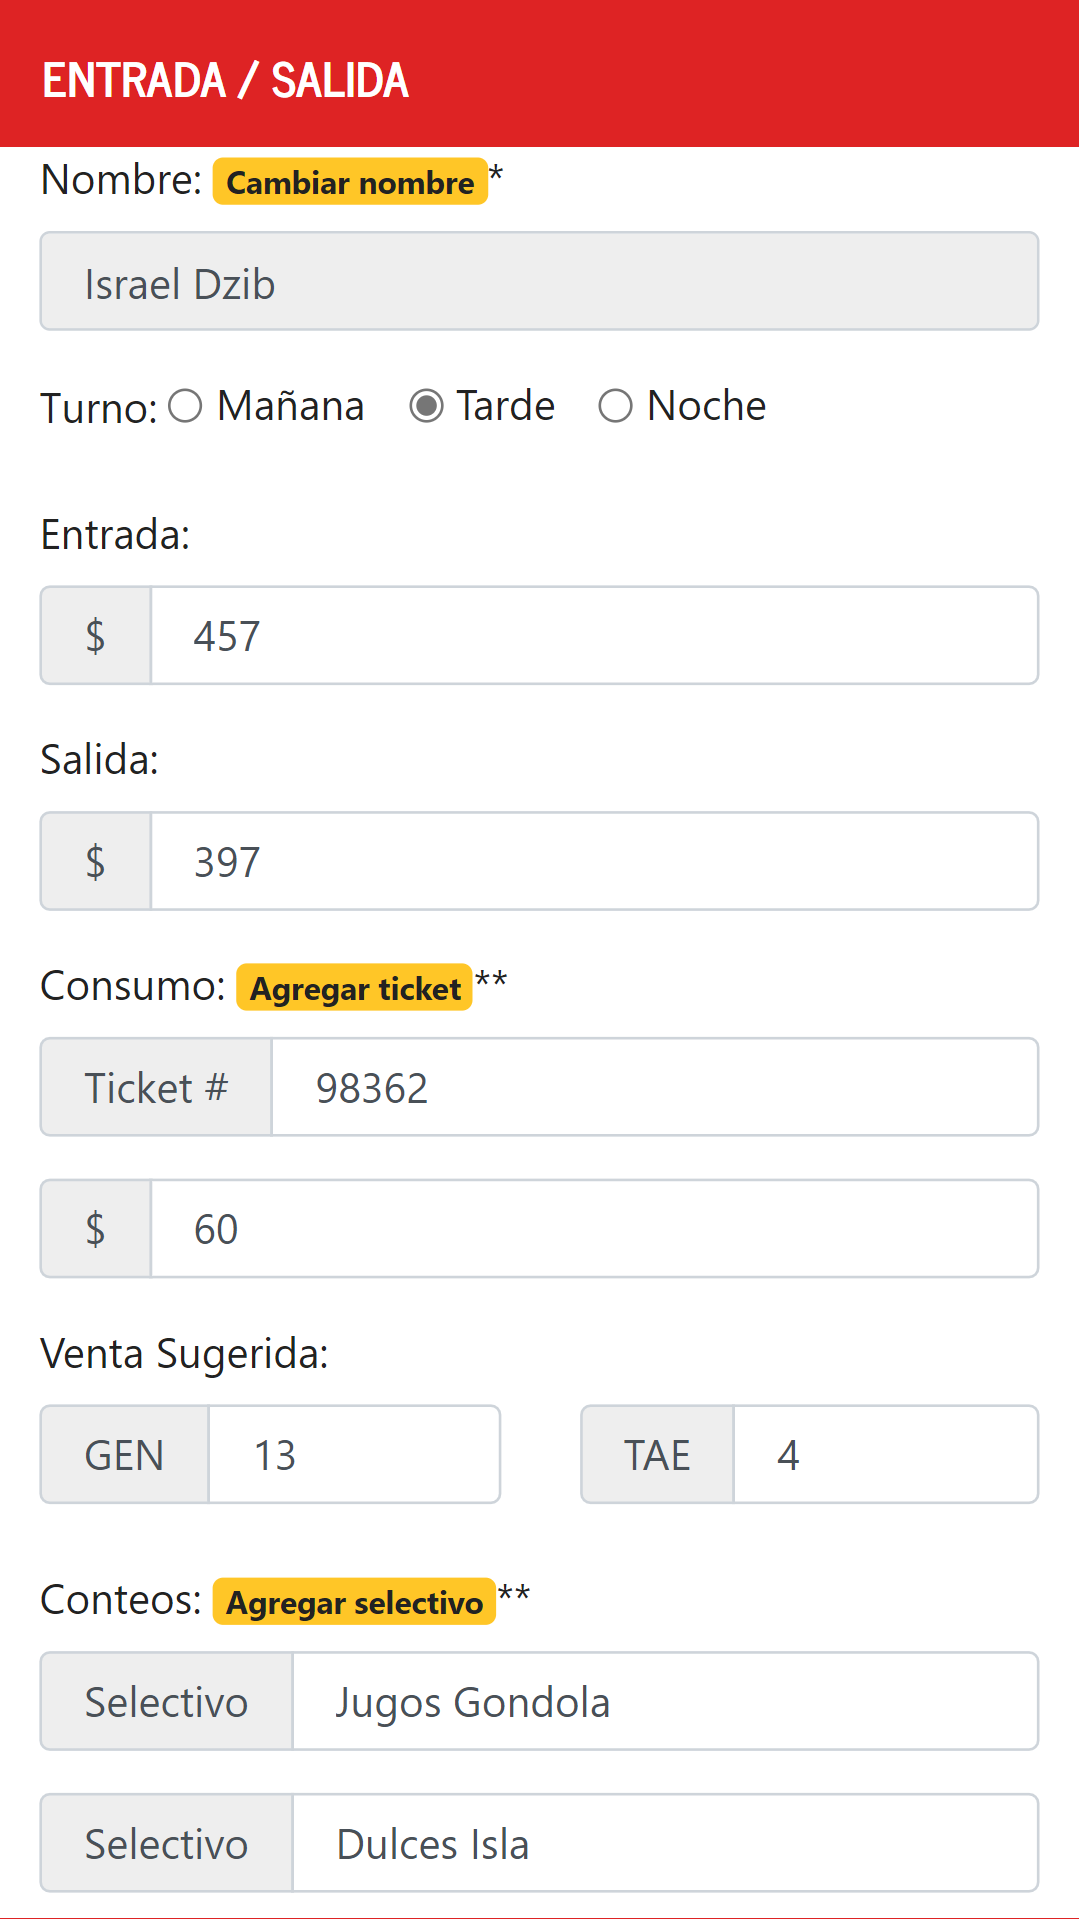 ENTRADA / SALIDA
Nombre: Cambiar nombre*
Israel Dzib
Turno: Mañana Tarde Noche
Entrada:
$ 457
Salida:
$ 397
Consumo: Agregar ticket**
Ticket # 98362
$ 60
Venta Sugerida:
GEN 13 TAE 4
Conteos: Agregar selectivo**
Selectivo Jugos Gondola
Selectivo Dulces Isla